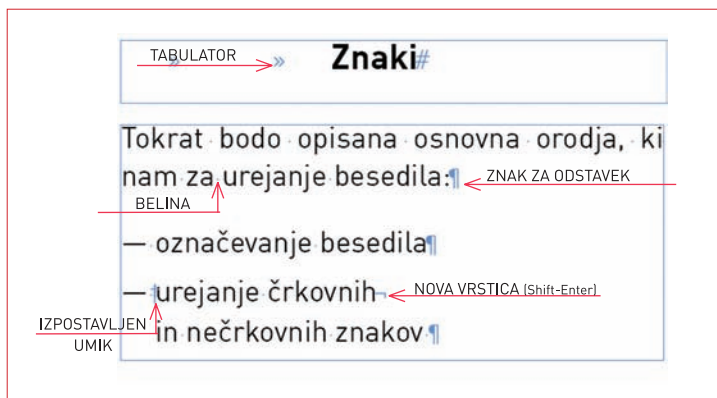 TABULATOR » » Znaki#
Tokrat bodo opisana osnovna orodja, ki
nam za urejanje besedila:¶ ZNAK ZA ODSTAVEK
BELINA
— označevanje besedila¶
— †urejanje črkovnih¬ NOVA VRSTICA (Shift-Enter)
IZPOSTAVLJEN
UMIK
in nečrkovnih znakov ¶